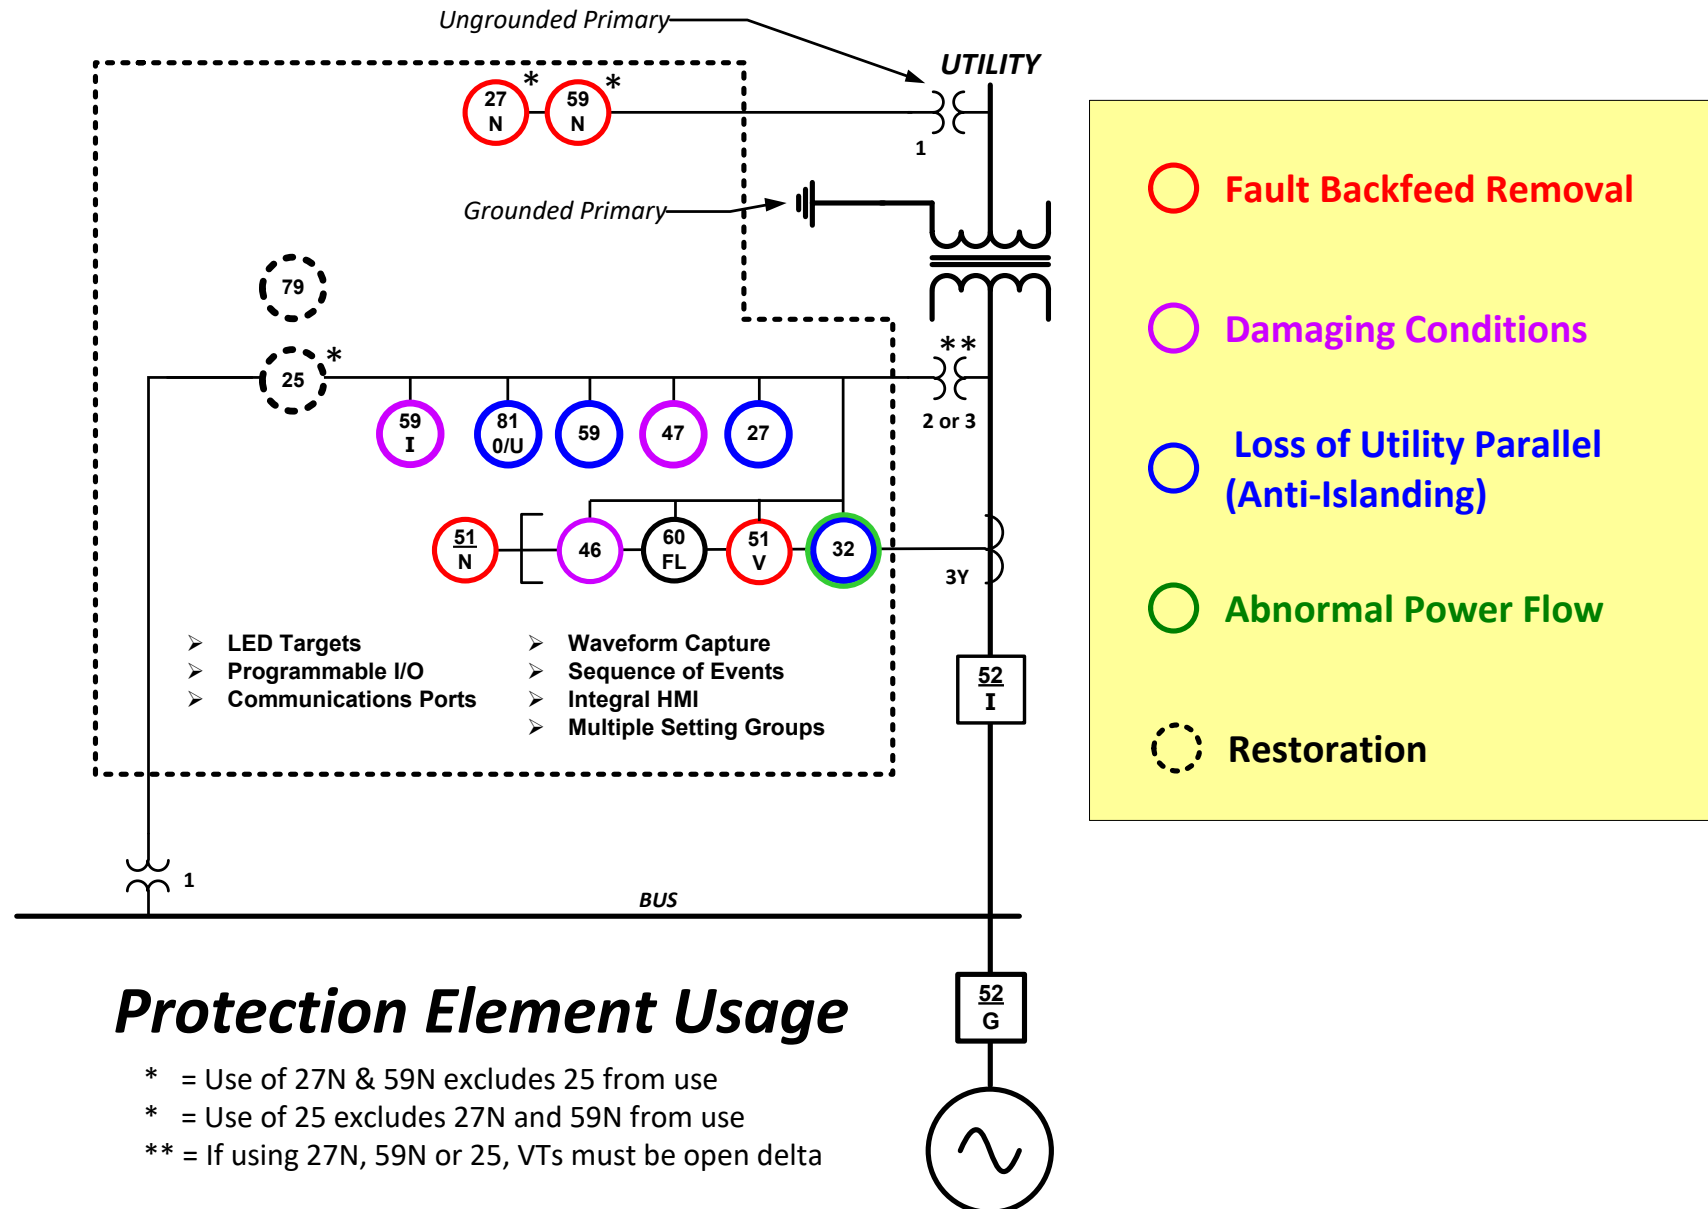 Ungrounded Primary
UTILITY
27
N
*
59
N
*
1
Grounded Primary
79
25
*
**
2 or 3
59
I
81
0/U
59
47
27
51
N
46
60
FL
51
V
32
3Y
➢ LED Targets
➢ Programmable I/O
➢ Communications Ports
➢ Waveform Capture
➢ Sequence of Events
➢ Integral HMI
➢ Multiple Setting Groups
52
I
1
BUS
52
G
Protection Element Usage
* = Use of 27N & 59N excludes 25 from use
* = Use of 25 excludes 27N and 59N from use
** = If using 27N, 59N or 25, VTs must be open delta
Fault Backfeed Removal
Damaging Conditions
Loss of Utility Parallel
(Anti-Islanding)
Abnormal Power Flow
Restoration